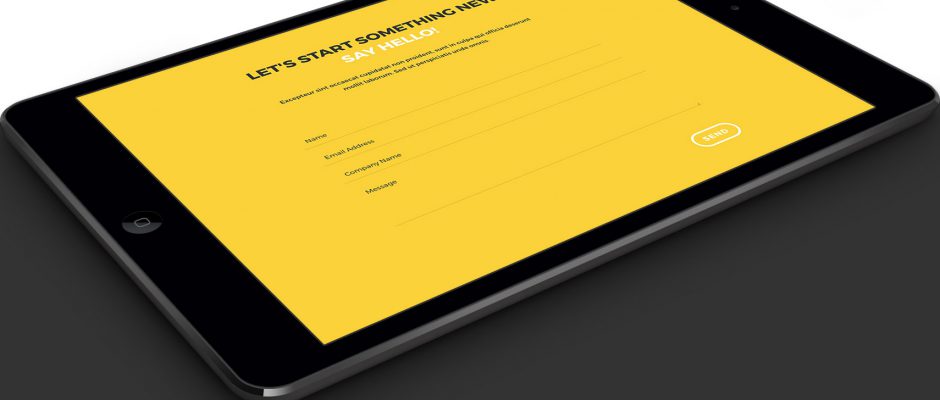 LET'S START SOMETHING NEW
SAY HELLO!
Excepteur sint occaecat cupidatat non proident, sunt in culpa qui officia deserunt
mollit laborum. Sed ut perspiciatis unde omnis.
Name
Email Address
Company Name
Message
SEND